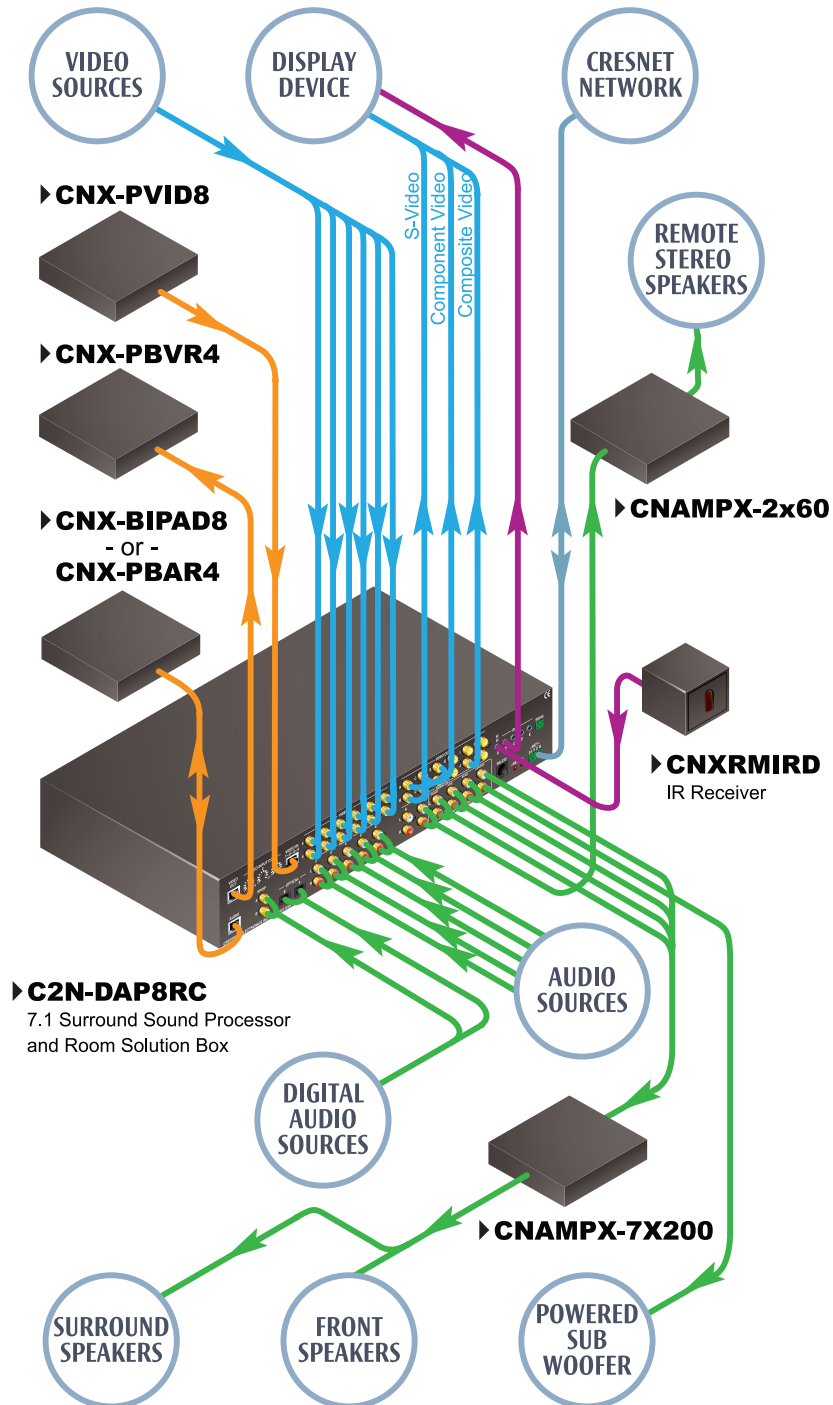 VIDEO
SOURCES
DISPLAY
DEVICE
CRESNET
NETWORK
CNX-PVID8
S-Video
Component Video
Composite Video
REMOTE
STEREO
SPEAKERS
CNX-PBVR4
CNAMPX-2x60
CNX-BIPAD8
- or -
CNX-PBAR4
CNXRMIRD
IR Receiver
C2N-DAP8RC
7.1 Surround Sound Processor
and Room Solution Box
AUDIO
SOURCES
DIGITAL
AUDIO
SOURCES
CNAMPX-7X200
SURROUND
SPEAKERS
FRONT
SPEAKERS
POWERED
SUB
WOOFER